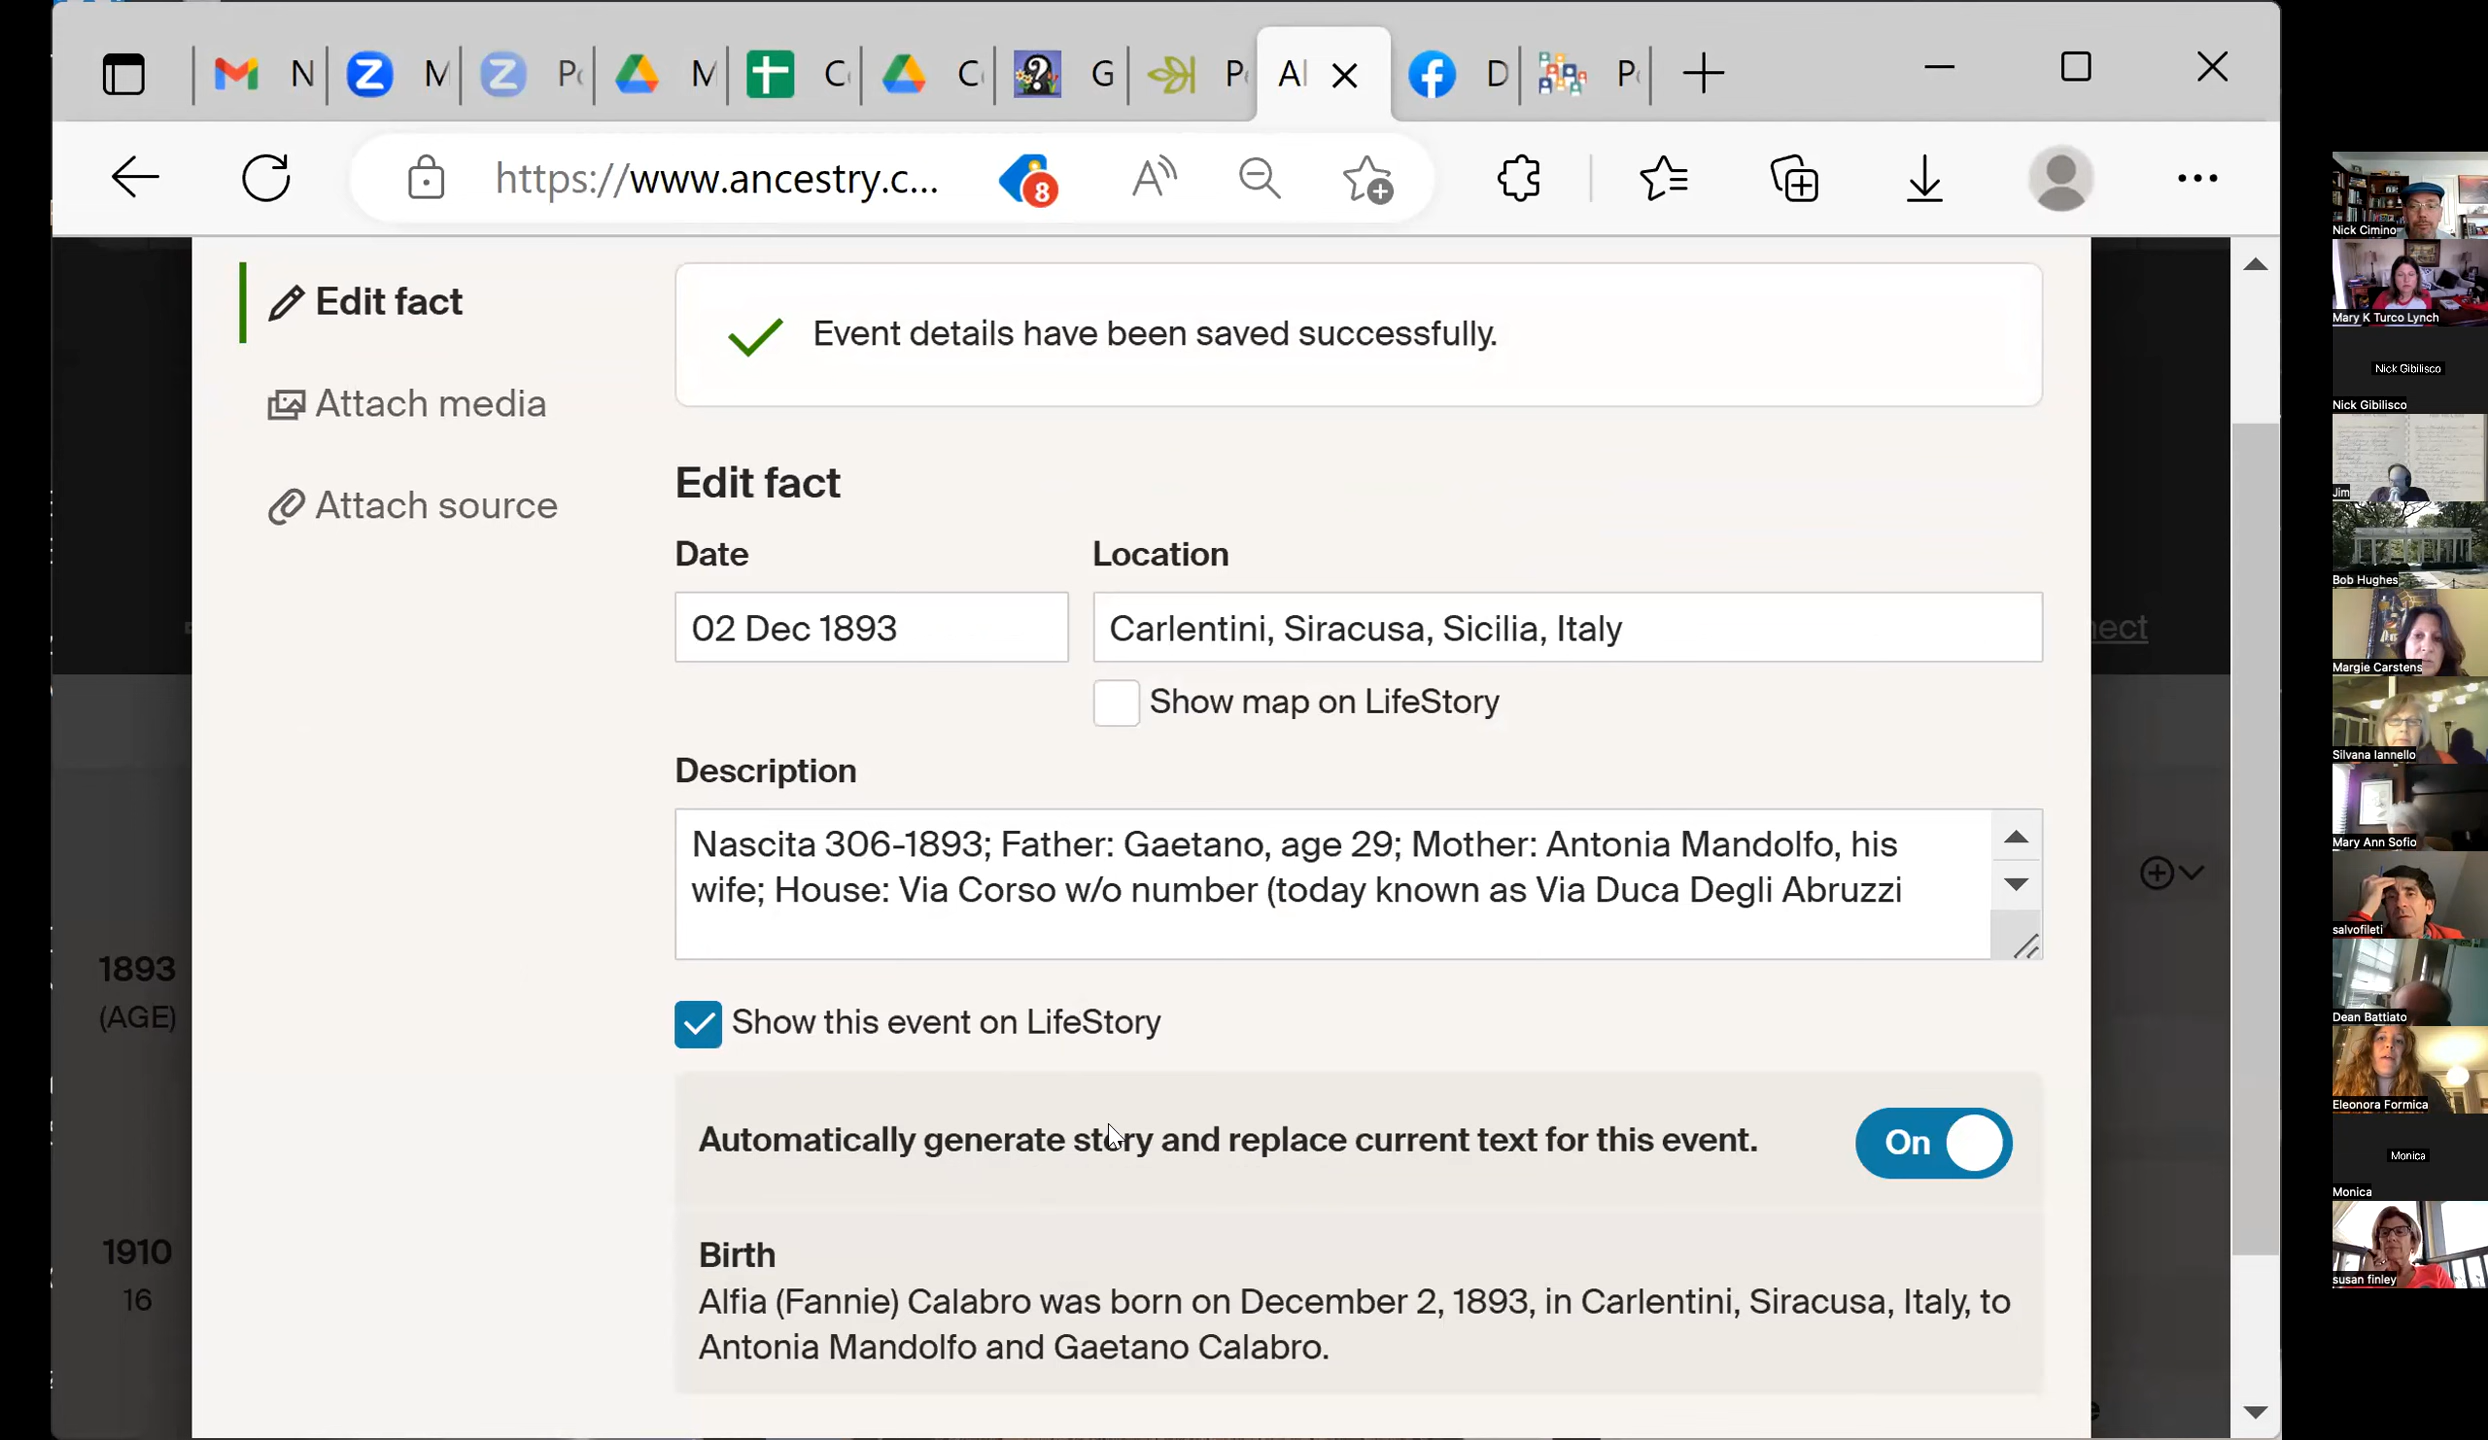 N
M
Po
M
C
C
G
P
Al
D
Po
https://www.ancestry.c...
8
Edit fact
Attach media
Attach source
Event details have been saved successfully.
Edit fact
Date
Location
02 Dec 1893
Carlentini, Siracusa, Sicilia, Italy
Show map on LifeStory
Description
Nascita 306-1893; Father: Gaetano, age 29; Mother: Antonia Mandolfo, his
wife; House: Via Corso w/o number (today known as Via Duca Degli Abruzzi
Show this event on LifeStory
Automatically generate story and replace current text for this event.
On
Birth
Alfia (Fannie) Calabro was born on December 2, 1893, in Carlentini, Siracusa, Italy, to
Antonia Mandolfo and Gaetano Calabro.
1893
(AGE)
1910
16
nect
Nick Cimino
Mary K Turco Lynch
Nick Gibilisco
Nick Gibilisco
Jim
Bob Hughes
Margie Carstens
Silvana Iannello
Mary Ann Sofio
salvofileti
Dean Battiato
Eleonora Formica
Monica
Monica
susan finley